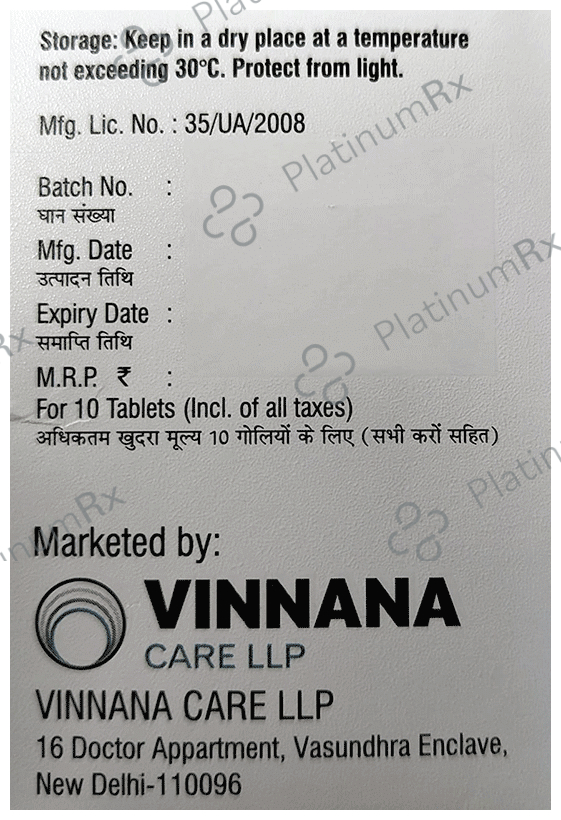 Storage: Keep in a dry place at a temperature
not exceeding 30°C. Protect from light.
Mfg. Lic. No. : 35/UA/2008
Batch No. :
घान संख्या
Mfg. Date :
उत्पादन तिथि
Expiry Date :
समाप्ति तिथि
M.R.P. ₹ :
For 10 Tablets (Incl. of all taxes)
अधिकतम खुदरा मूल्य 10 गोलियों के लिए (सभी करों सहित)
Marketed by:
VINNANA
CARE LLP
VINNANA CARE LLP
16 Doctor Appartment, Vasundhra Enclave,
New Delhi-110096
PlatinumRx
PlatinumRx